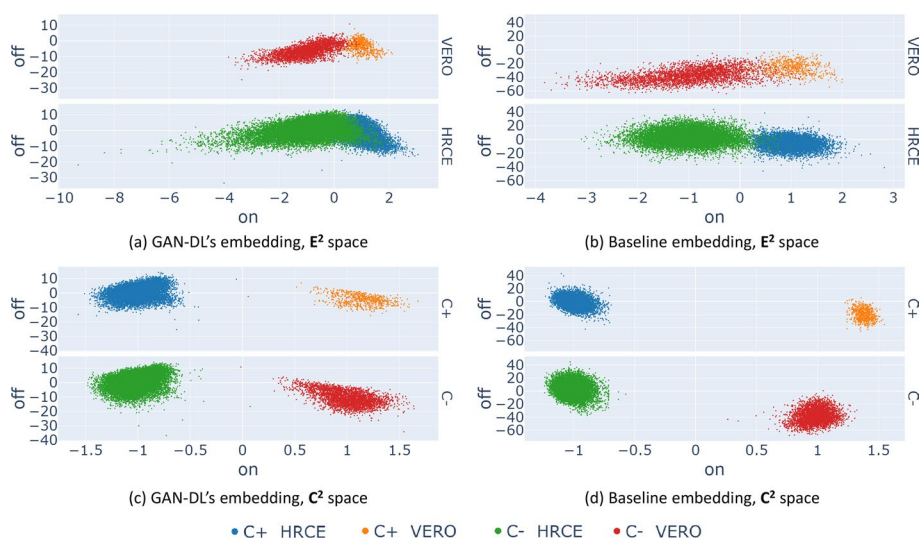 10
0
−10
−20
−30
off
VERO
10
0
−10
−20
−30
off
HRCE
−10
−8
−6
−4
−2
0
2
on
(a) GAN-DL's embedding, E² space
40
20
0
−20
−40
−60
off
VERO
40
20
0
−20
−40
−60
off
HRCE
−4
−3
−2
−1
0
1
2
3
on
(b) Baseline embedding, E² space
10
0
−10
−20
−30
−40
off
C+
10
0
−10
−20
−30
−40
off
C-
−1.5
−1
−0.5
0
0.5
1
1.5
on
(c) GAN-DL's embedding, C² space
40
20
0
−20
−40
−60
off
C+
40
20
0
−20
−40
−60
off
C-
−1
−0.5
0
0.5
1
1.5
on
(d) Baseline embedding, C² space
C+ HRCE C+ VERO C- HRCE C- VERO